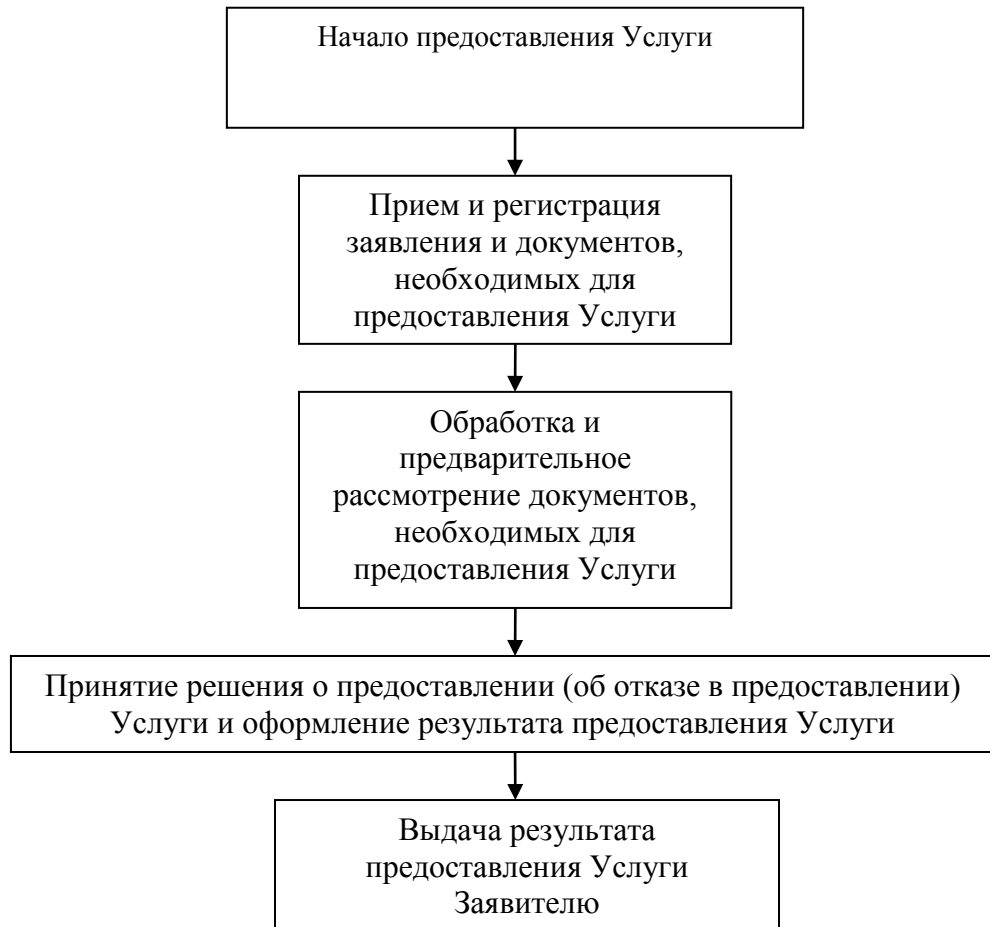 Начало предоставления Услуги
Прием и регистрация
заявления и документов,
необходимых для
предоставления Услуги
Обработка и
предварительное
рассмотрение документов,
необходимых для
предоставления Услуги
Принятие решения о предоставлении (об отказе в предоставлении)
Услуги и оформление результата предоставления Услуги
Выдача результата
предоставления Услуги
Заявителю